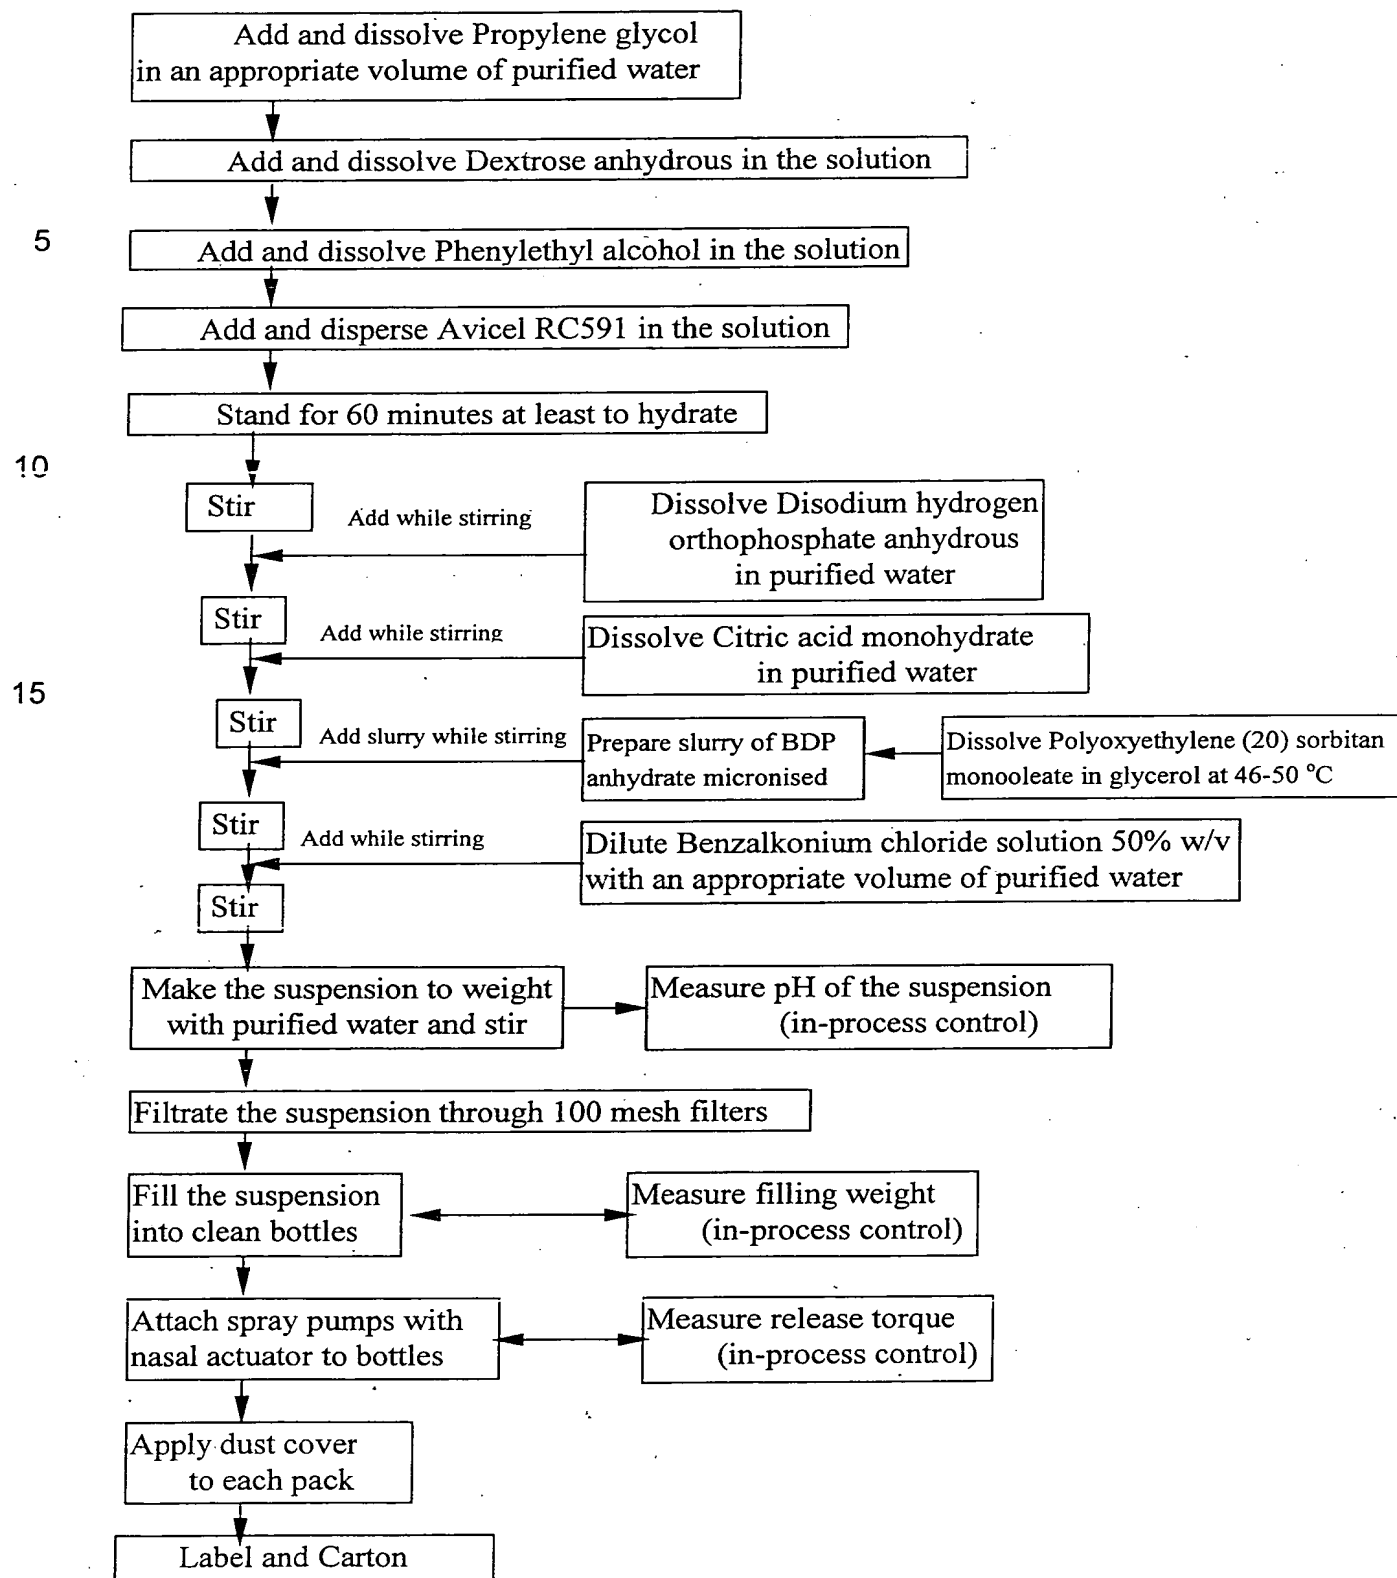 Add and dissolve Propylene glycol
in an appropriate volume of purified water
Add and dissolve Dextrose anhydrous in the solution
5
Add and dissolve Phenylethyl alcohol in the solution
Add and disperse Avicel RC591 in the solution
Stand for 60 minutes at least to hydrate
10
Stir
Add while stirring
Dissolve Disodium hydrogen
orthophosphate anhydrous
in purified water
Stir
Add while stirring
Dissolve Citric acid monohydrate
in purified water
15
Stir
Add slurry while stirring
Prepare slurry of BDP
anhydrate micronised
Dissolve Polyoxyethylene (20) sorbitan
monooleate in glycerol at 46-50 °C
Stir
Add while stirring
Dilute Benzalkonium chloride solution 50% w/v
with an appropriate volume of purified water
Stir
Make the suspension to weight
with purified water and stir
Measure pH of the suspension
(in-process control)
Filtrate the suspension through 100 mesh filters
Fill the suspension
into clean bottles
Measure filling weight
(in-process control)
Attach spray pumps with
nasal actuator to bottles
Measure release torque
(in-process control)
Apply dust cover
to each pack
Label and Carton